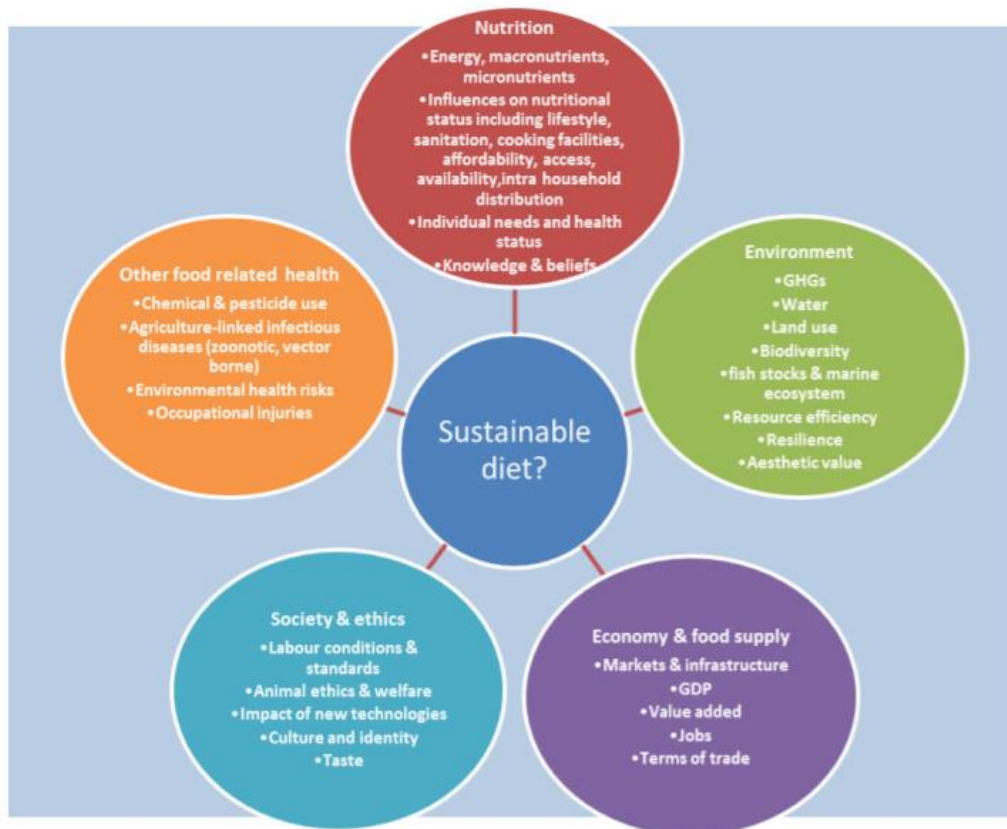 Nutrition
•Energy, macronutrients,
micronutrients
•Influences on nutritional
status including lifestyle,
sanitation, cooking facilities,
affordability, access,
availability,intra household
distribution
•Individual needs and health
status
•Knowledge & beliefs
Other food related health
•Chemical & pesticide use
•Agriculture-linked infectious
diseases (zoonotic, vector
borne)
•Environmental health risks
•Occupational injuries
Environment
•GHGs
•Water
•Land use
•Biodiversity
•fish stocks & marine
ecosystem
•Resource efficiency
•Resilience
•Aesthetic value
Sustainable
diet?
Society & ethics
•Labour conditions &
standards
•Animal ethics & welfare
•Impact of new technologies
•Culture and identity
•Taste
Economy & food supply
•Markets & infrastructure
•GDP
•Value added
•Jobs
•Terms of trade